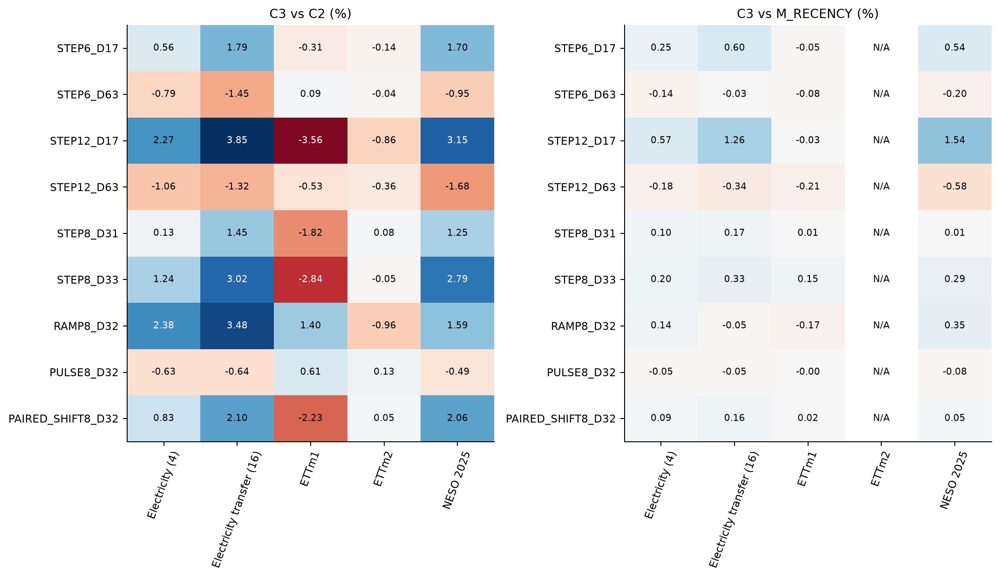 C3 vs C2 (%)
STEP6_D17 0.56 1.79 -0.31 -0.14 1.70
STEP6_D63 -0.79 -1.45 0.09 -0.04 -0.95
STEP12_D17 2.27 3.85 -3.56 -0.86 3.15
STEP12_D63 -1.06 -1.32 -0.53 -0.36 -1.68
STEP8_D31 0.13 1.45 -1.82 0.08 1.25
STEP8_D33 1.24 3.02 -2.84 -0.05 2.79
RAMP8_D32 2.38 3.48 1.40 -0.96 1.59
PULSE8_D32 -0.63 -0.64 0.61 0.13 -0.49
PAIRED_SHIFT8_D32 0.83 2.10 -2.23 0.05 2.06
Electricity (4)
Electricity transfer (16)
ETTm1
ETTm2
NESO 2025
C3 vs M_RECENCY (%)
STEP6_D17 0.25 0.60 -0.05 N/A 0.54
STEP6_D63 -0.14 -0.03 -0.08 N/A -0.20
STEP12_D17 0.57 1.26 -0.03 N/A 1.54
STEP12_D63 -0.18 -0.34 -0.21 N/A -0.58
STEP8_D31 0.10 0.17 0.01 N/A 0.01
STEP8_D33 0.20 0.33 0.15 N/A 0.29
RAMP8_D32 0.14 -0.05 -0.17 N/A 0.35
PULSE8_D32 -0.05 -0.05 -0.00 N/A -0.08
PAIRED_SHIFT8_D32 0.09 0.16 0.02 N/A 0.05
Electricity (4)
Electricity transfer (16)
ETTm1
ETTm2
NESO 2025